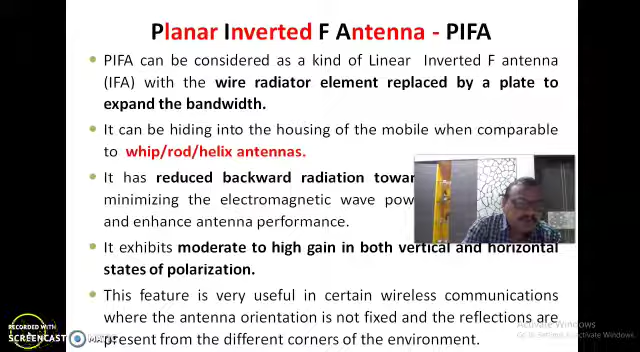 Planar Inverted F Antenna - PIFA
• PIFA can be considered as a kind of Linear Inverted F antenna
(IFA) with the wire radiator element replaced by a plate to
expand the bandwidth.
• It can be hiding into the housing of the mobile when comparable
to whip/rod/helix antennas.
• It has reduced backward radiation
minimizing the electromagnetic wave
and enhance antenna performance.
• It exhibits moderate to high gain in both vertical and horizontal
states of polarization.
• This feature is very useful in certain wireless communications
where the antenna orientation is not fixed and the reflections are
present from the different corners of the environment.
Activate Windows
Go to Settings to activate Windows
RECORDED WITH
SCREENCAST MATIC